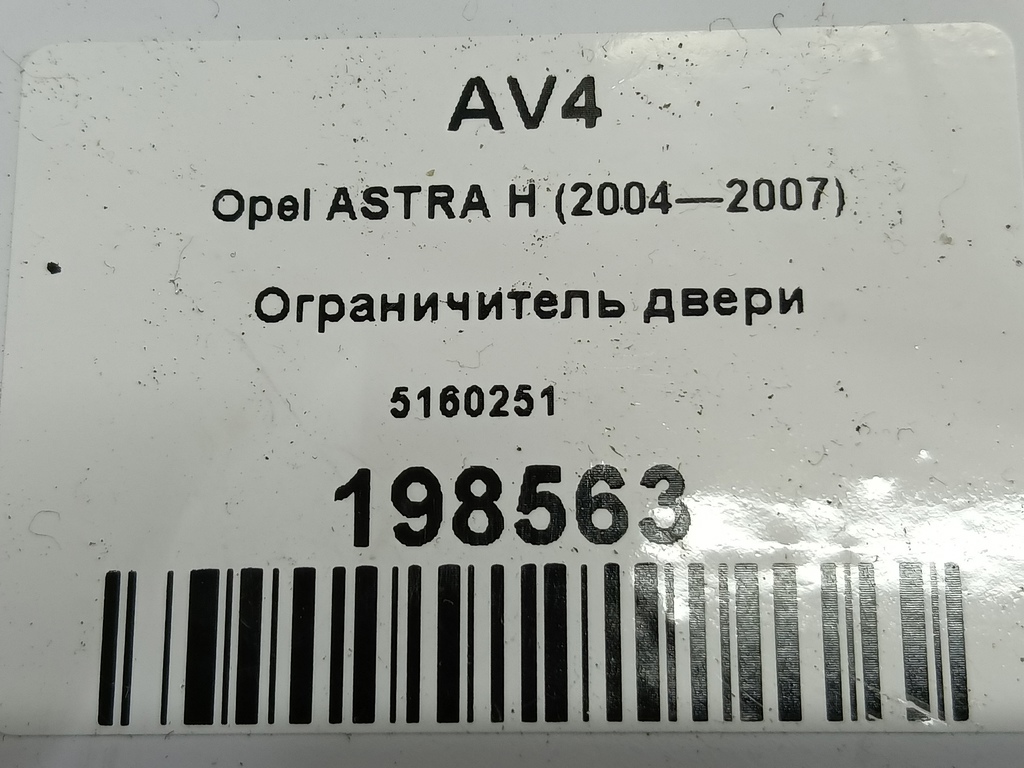 AV4
Opel ASTRA H (2004—2007)
Ограничитель двери
5160251
198563